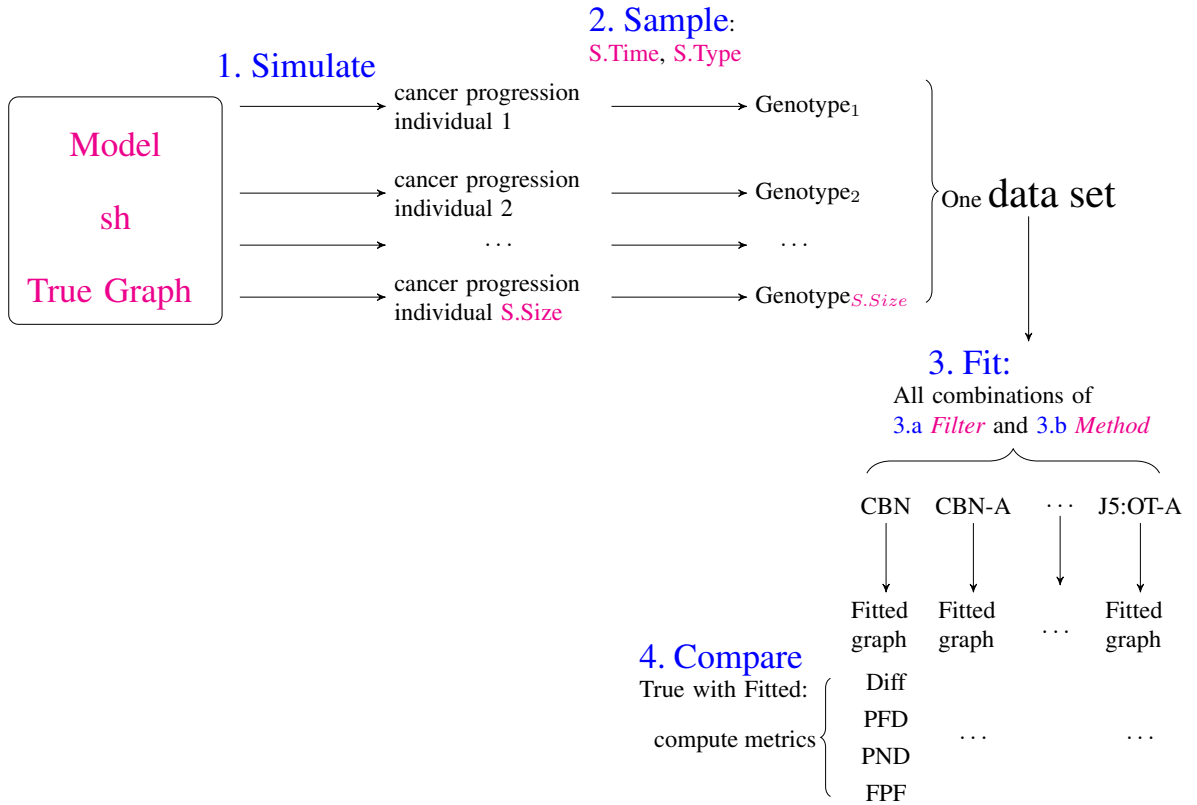 2. Sample:
S.Time, S.Type
1. Simulate
Model
sh
True Graph
cancer progression
individual 1
Genotype1
cancer progression
individual 2
Genotype2
One data set
· · ·
· · ·
cancer progression
individual S.Size
GenotypeS.Size
3. Fit:
All combinations of
3.a Filter and 3.b Method
CBN CBN-A · · · J5:OT-A
Fitted
graph
Fitted
graph
· · ·
Fitted
graph
4. Compare
True with Fitted:
compute metrics
Diff
PFD
PND
FPF
· · ·
· · ·